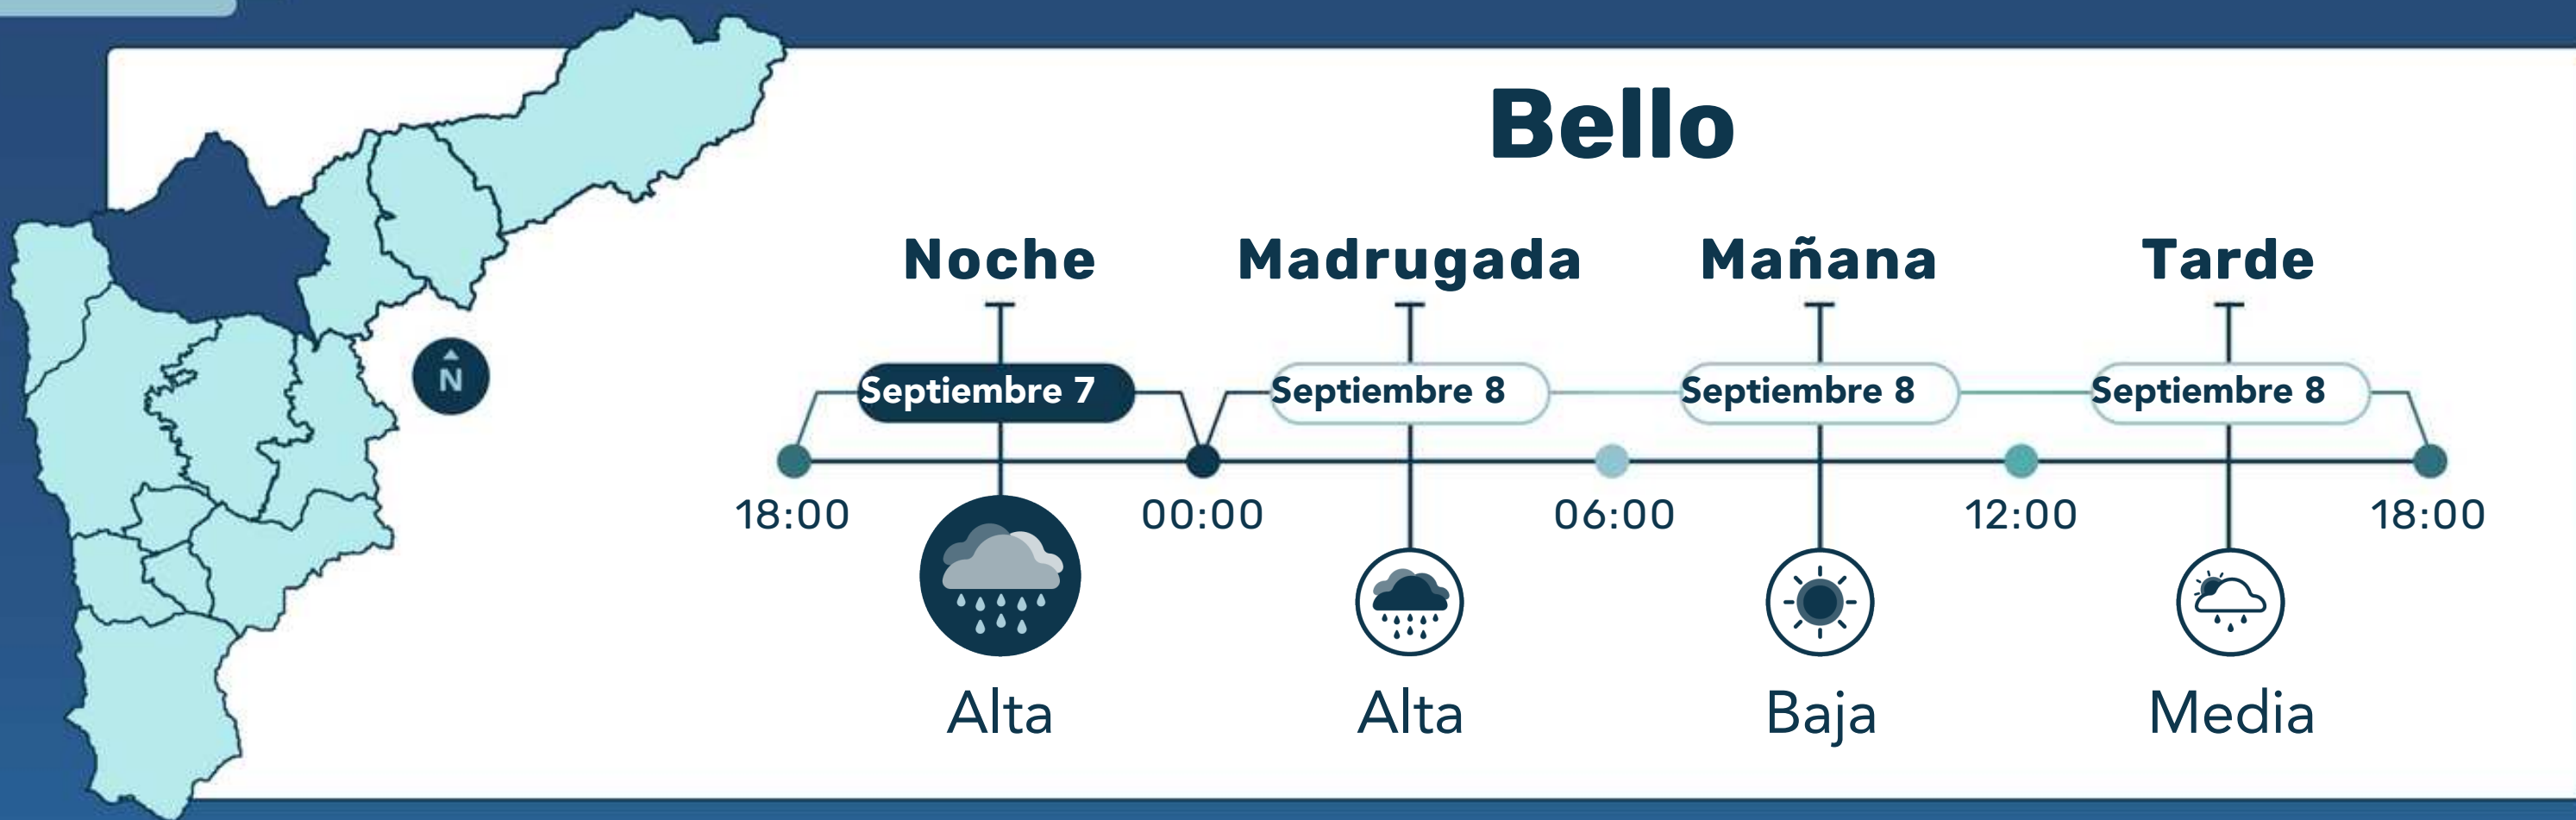 Bello
Noche Madrugada Mañana Tarde
N
Septiembre 7 Septiembre 8 Septiembre 8 Septiembre 8
18:00 00:00 06:00 12:00 18:00
Alta Alta Baja Media